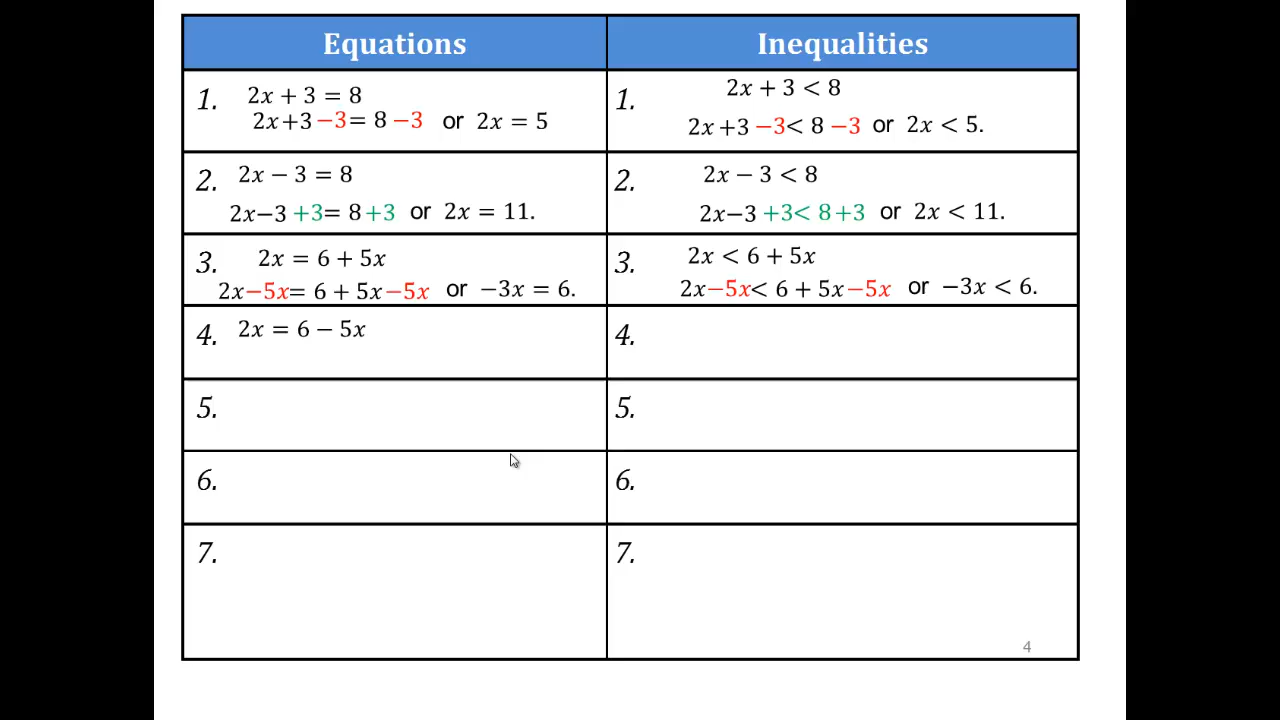 Equations
Inequalities
1. 2x + 3 = 8
2x+3 −3= 8 −3 or 2x = 5
1. 2x + 3 < 8
2x+3 −3< 8 −3 or 2x < 5.
2. 2x − 3 = 8
2x−3 +3= 8 +3 or 2x = 11.
2. 2x − 3 < 8
2x−3 +3< 8 +3 or 2x < 11.
3. 2x = 6 + 5x
2x−5x= 6 + 5x −5x or −3x = 6.
3. 2x < 6 + 5x
2x−5x< 6 + 5x −5x or −3x < 6.
4. 2x = 6 − 5x
4.
5.
5.
6.
6.
7.
7.
4